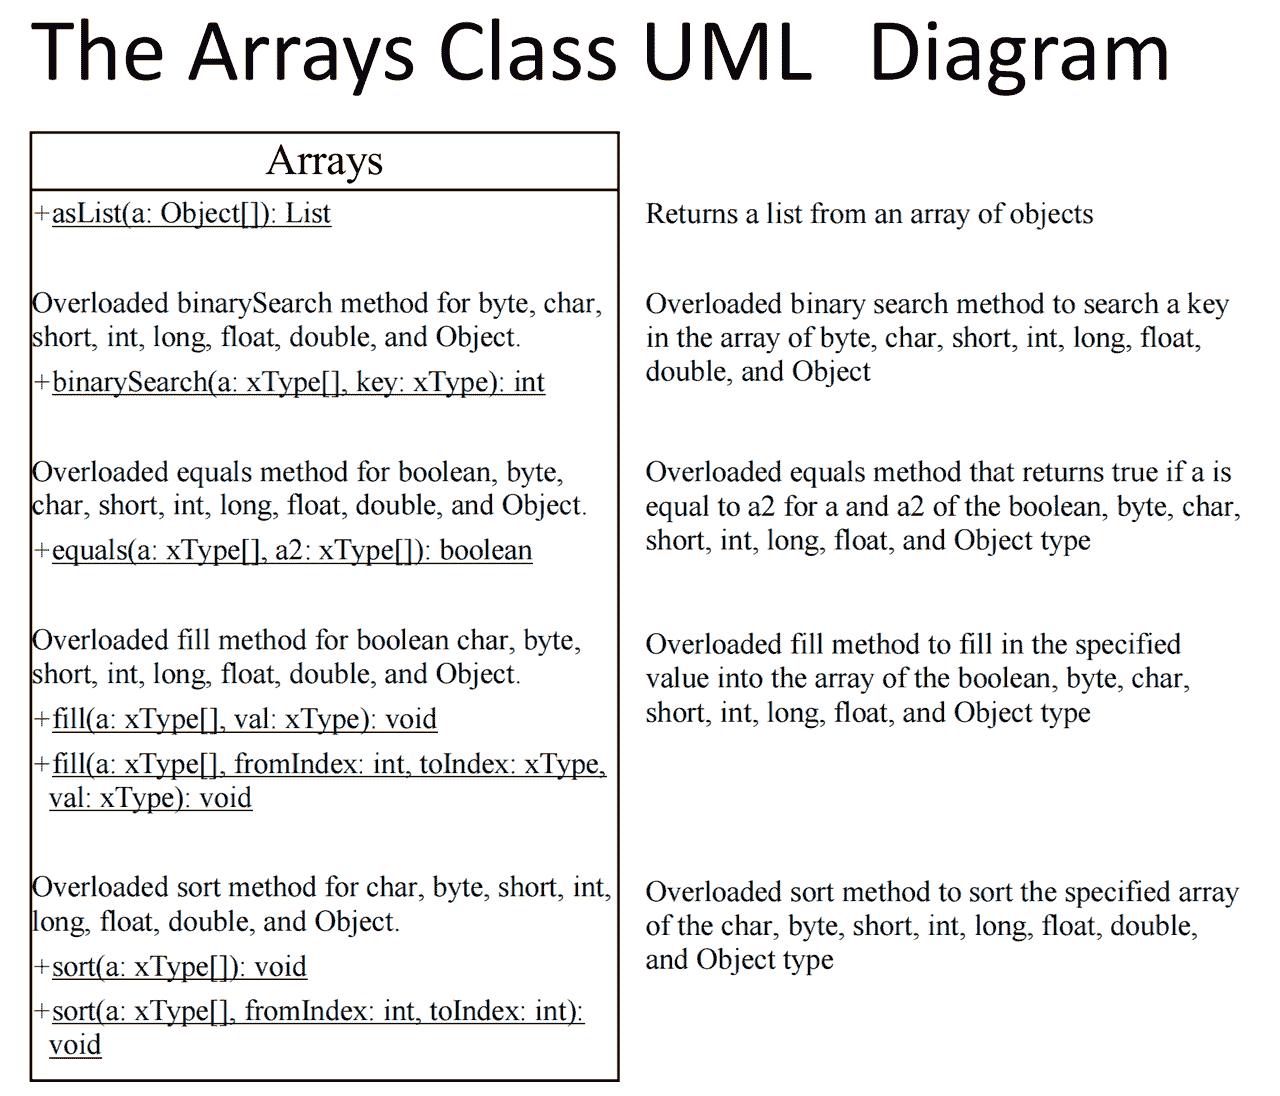 The Arrays Class UML Diagram
Arrays
+asList(a: Object[]): List
Returns a list from an array of objects
Overloaded binarySearch method for byte, char,
short, int, long, float, double, and Object.
+binarySearch(a: xType[], key: xType): int
Overloaded binary search method to search a key
in the array of byte, char, short, int, long, float,
double, and Object
Overloaded equals method for boolean, byte,
char, short, int, long, float, double, and Object.
+equals(a: xType[], a2: xType[]): boolean
Overloaded equals method that returns true if a is
equal to a2 for a and a2 of the boolean, byte, char,
short, int, long, float, and Object type
Overloaded fill method for boolean char, byte,
short, int, long, float, double, and Object.
+fill(a: xType[], val: xType): void
+fill(a: xType[], fromIndex: int, toIndex: xType,
val: xType): void
Overloaded fill method to fill in the specified
value into the array of the boolean, byte, char,
short, int, long, float, and Object type
Overloaded sort method for char, byte, short, int,
long, float, double, and Object.
+sort(a: xType[]): void
+sort(a: xType[], fromIndex: int, toIndex: int):
void
Overloaded sort method to sort the specified array
of the char, byte, short, int, long, float, double,
and Object type